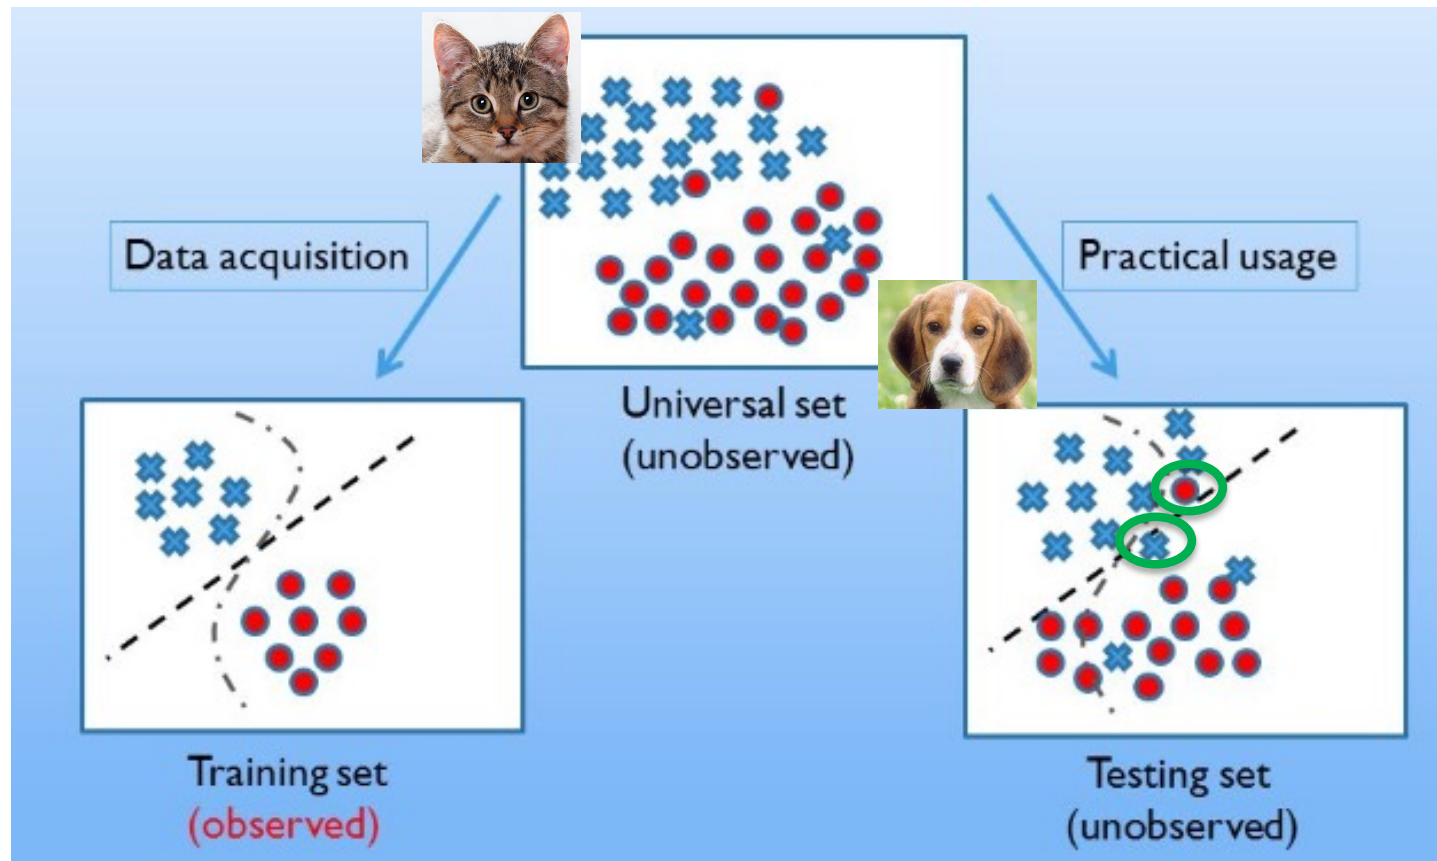 Data acquisition
Practical usage
Universal set
(unobserved)
Training set
(observed)
Testing set
(unobserved)